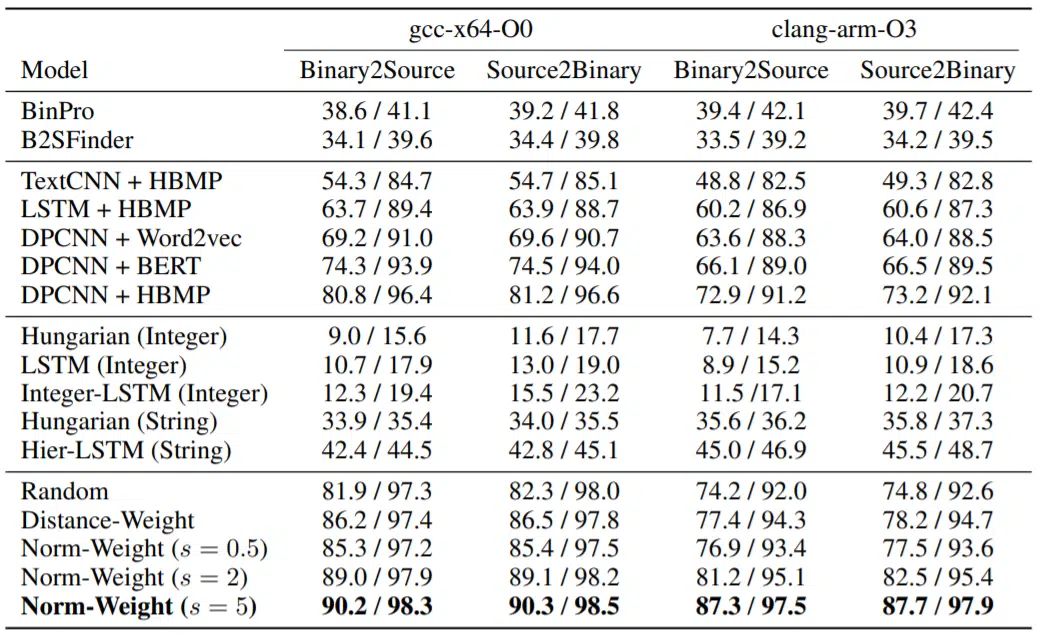 gcc-x64-O0 clang-arm-O3
Model Binary2Source Source2Binary Binary2Source Source2Binary
BinPro 38.6 / 41.1 39.2 / 41.8 39.4 / 42.1 39.7 / 42.4
B2SFinder 34.1 / 39.6 34.4 / 39.8 33.5 / 39.2 34.2 / 39.5
TextCNN + HBMP 54.3 / 84.7 54.7 / 85.1 48.8 / 82.5 49.3 / 82.8
LSTM + HBMP 63.7 / 89.4 63.9 / 88.7 60.2 / 86.9 60.6 / 87.3
DPCNN + Word2vec 69.2 / 91.0 69.6 / 90.7 63.6 / 88.3 64.0 / 88.5
DPCNN + BERT 74.3 / 93.9 74.5 / 94.0 66.1 / 89.0 66.5 / 89.5
DPCNN + HBMP 80.8 / 96.4 81.2 / 96.6 72.9 / 91.2 73.2 / 92.1
Hungarian (Integer) 9.0 / 15.6 11.6 / 17.7 7.7 / 14.3 10.4 / 17.3
LSTM (Integer) 10.7 / 17.9 13.0 / 19.0 8.9 / 15.2 10.9 / 18.6
Integer-LSTM (Integer) 12.3 / 19.4 15.5 / 23.2 11.5 /17.1 12.2 / 20.7
Hungarian (String) 33.9 / 35.4 34.0 / 35.5 35.6 / 36.2 35.8 / 37.3
Hier-LSTM (String) 42.4 / 44.5 42.8 / 45.1 45.0 / 46.9 45.5 / 48.7
Random 81.9 / 97.3 82.3 / 98.0 74.2 / 92.0 74.8 / 92.6
Distance-Weight 86.2 / 97.4 86.5 / 97.8 77.4 / 94.3 78.2 / 94.7
Norm-Weight (s = 0.5) 85.3 / 97.2 85.4 / 97.5 76.9 / 93.4 77.5 / 93.6
Norm-Weight (s = 2) 89.0 / 97.9 89.1 / 98.2 81.2 / 95.1 82.5 / 95.4
Norm-Weight (s = 5) 90.2 / 98.3 90.3 / 98.5 87.3 / 97.5 87.7 / 97.9